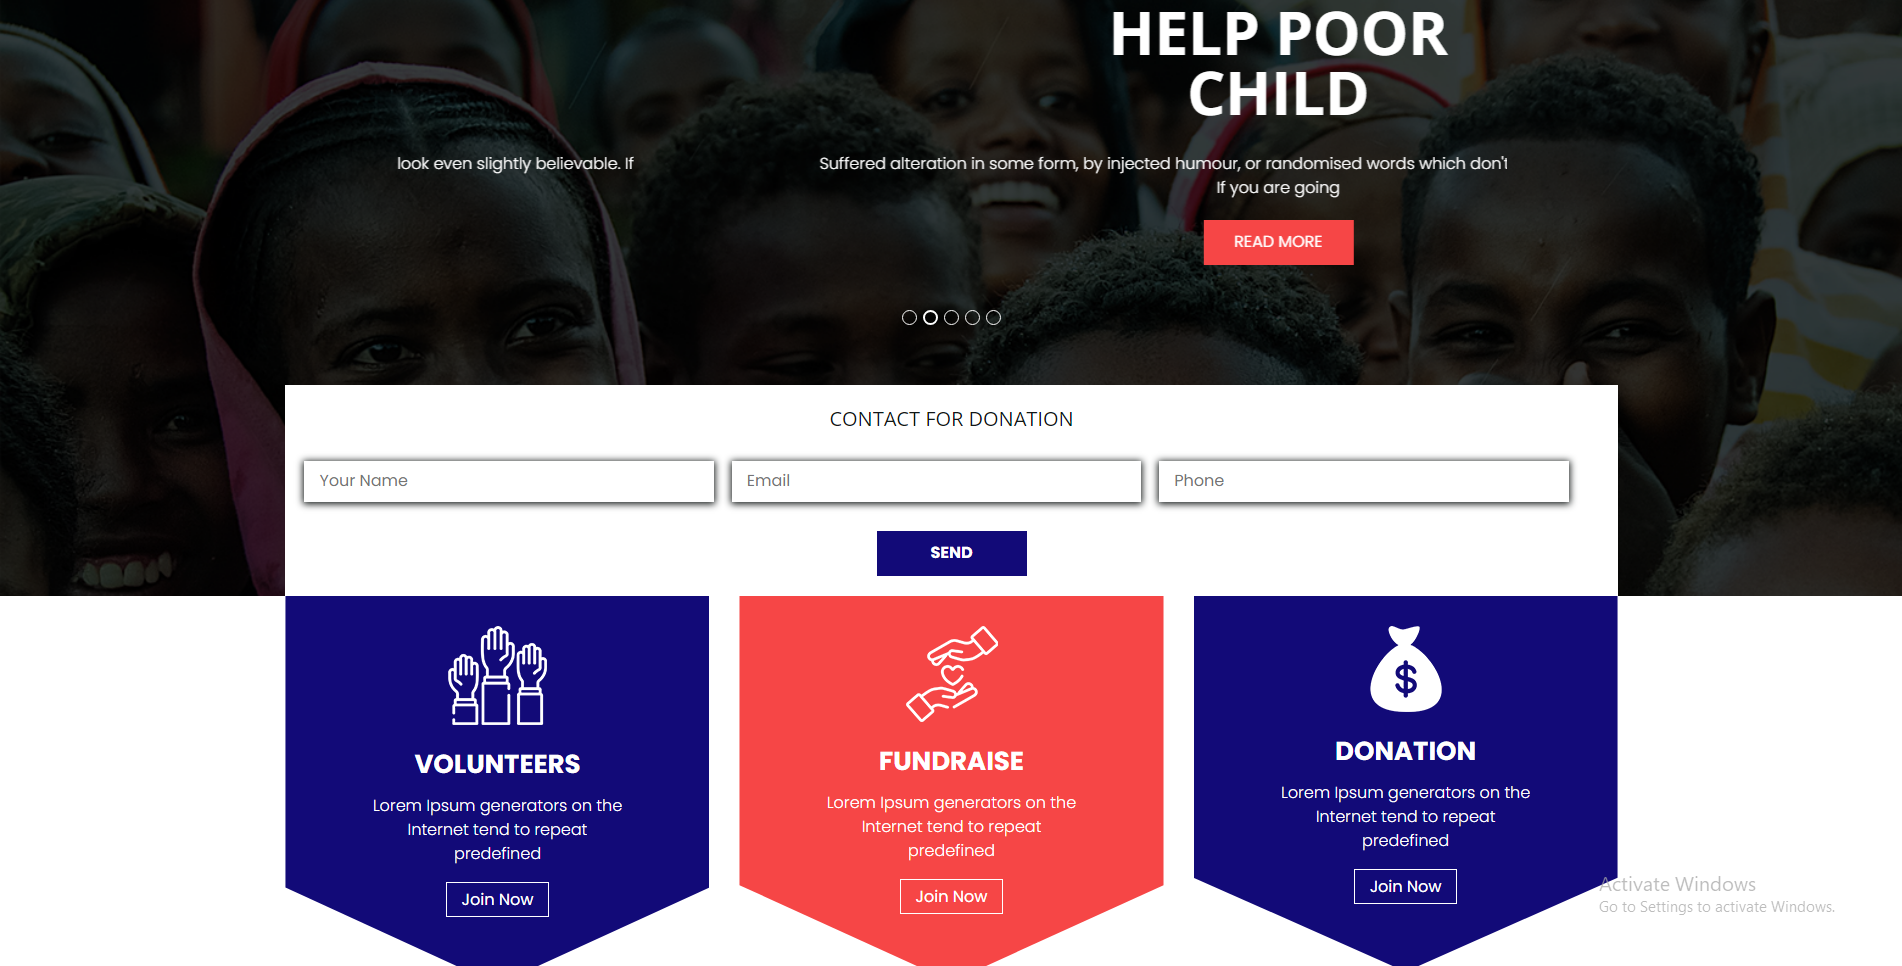 HELP POOR
CHILD
look even slightly believable. If
Suffered alteration in some form, by injected humour, or randomised words which don't
If you are going
READ MORE
CONTACT FOR DONATION
Your Name
Email
Phone
SEND
VOLUNTEERS
Lorem Ipsum generators on the
Internet tend to repeat
predefined
Join Now
FUNDRAISE
Lorem Ipsum generators on the
Internet tend to repeat
predefined
Join Now
$
DONATION
Lorem Ipsum generators on the
Internet tend to repeat
predefined
Join Now
Activate Windows
Go to Settings to activate Windows.